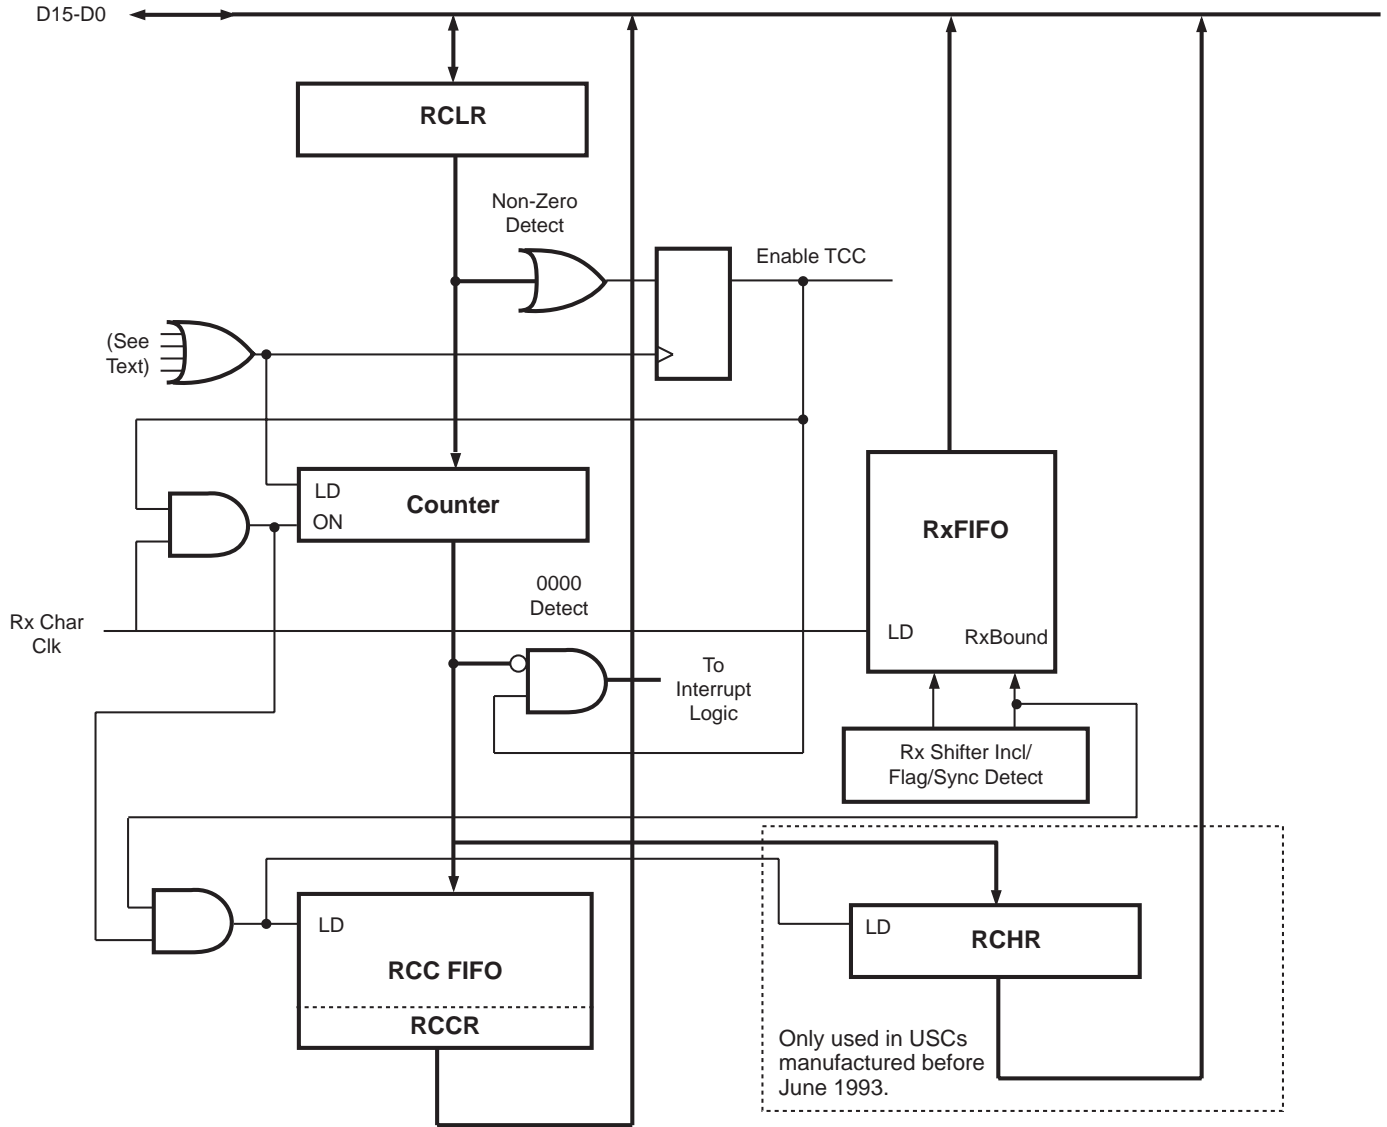 D15-D0
RCLR
Non-Zero
Detect
Enable TCC
(See
Text)
LD
Counter
ON
RxFIFO
0000
Detect
Rx Char
Clk
LD
RxBound
To
Interrupt
Logic
Rx Shifter Incl/
Flag/Sync Detect
LD
RCC FIFO
RCCR
LD
RCHR
Only used in USCs
manufactured before
June 1993.